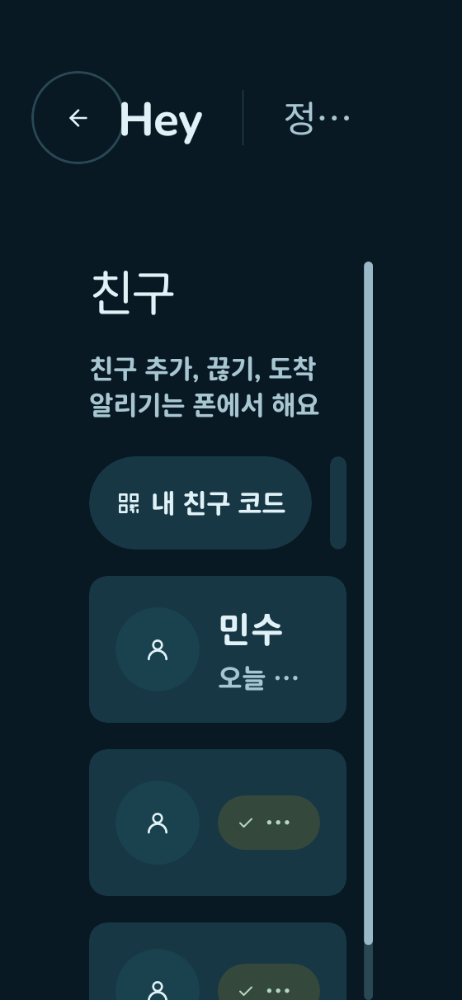 Hey
정…
친구
친구 추가, 끊기, 도착
알리기는 폰에서 해요
내 친구 코드
민수
오늘 …
…
…